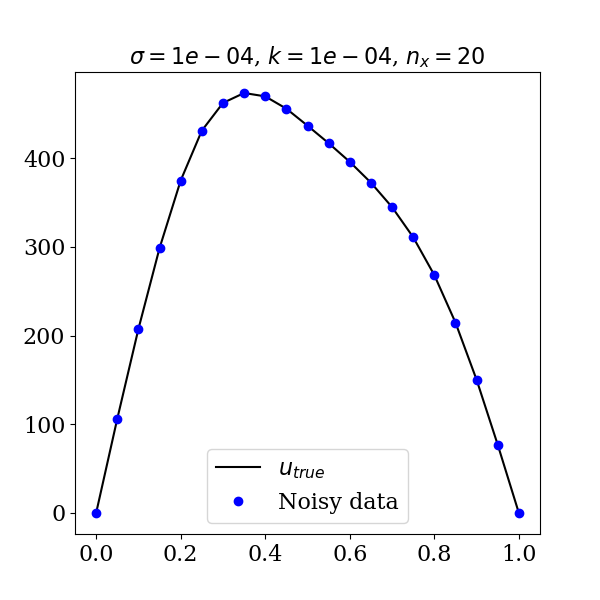 σ = 1e − 04, k = 1e − 04, nₓ = 20
400
300
200
100
0
u_true
Noisy data
0.0 0.2 0.4 0.6 0.8 1.0